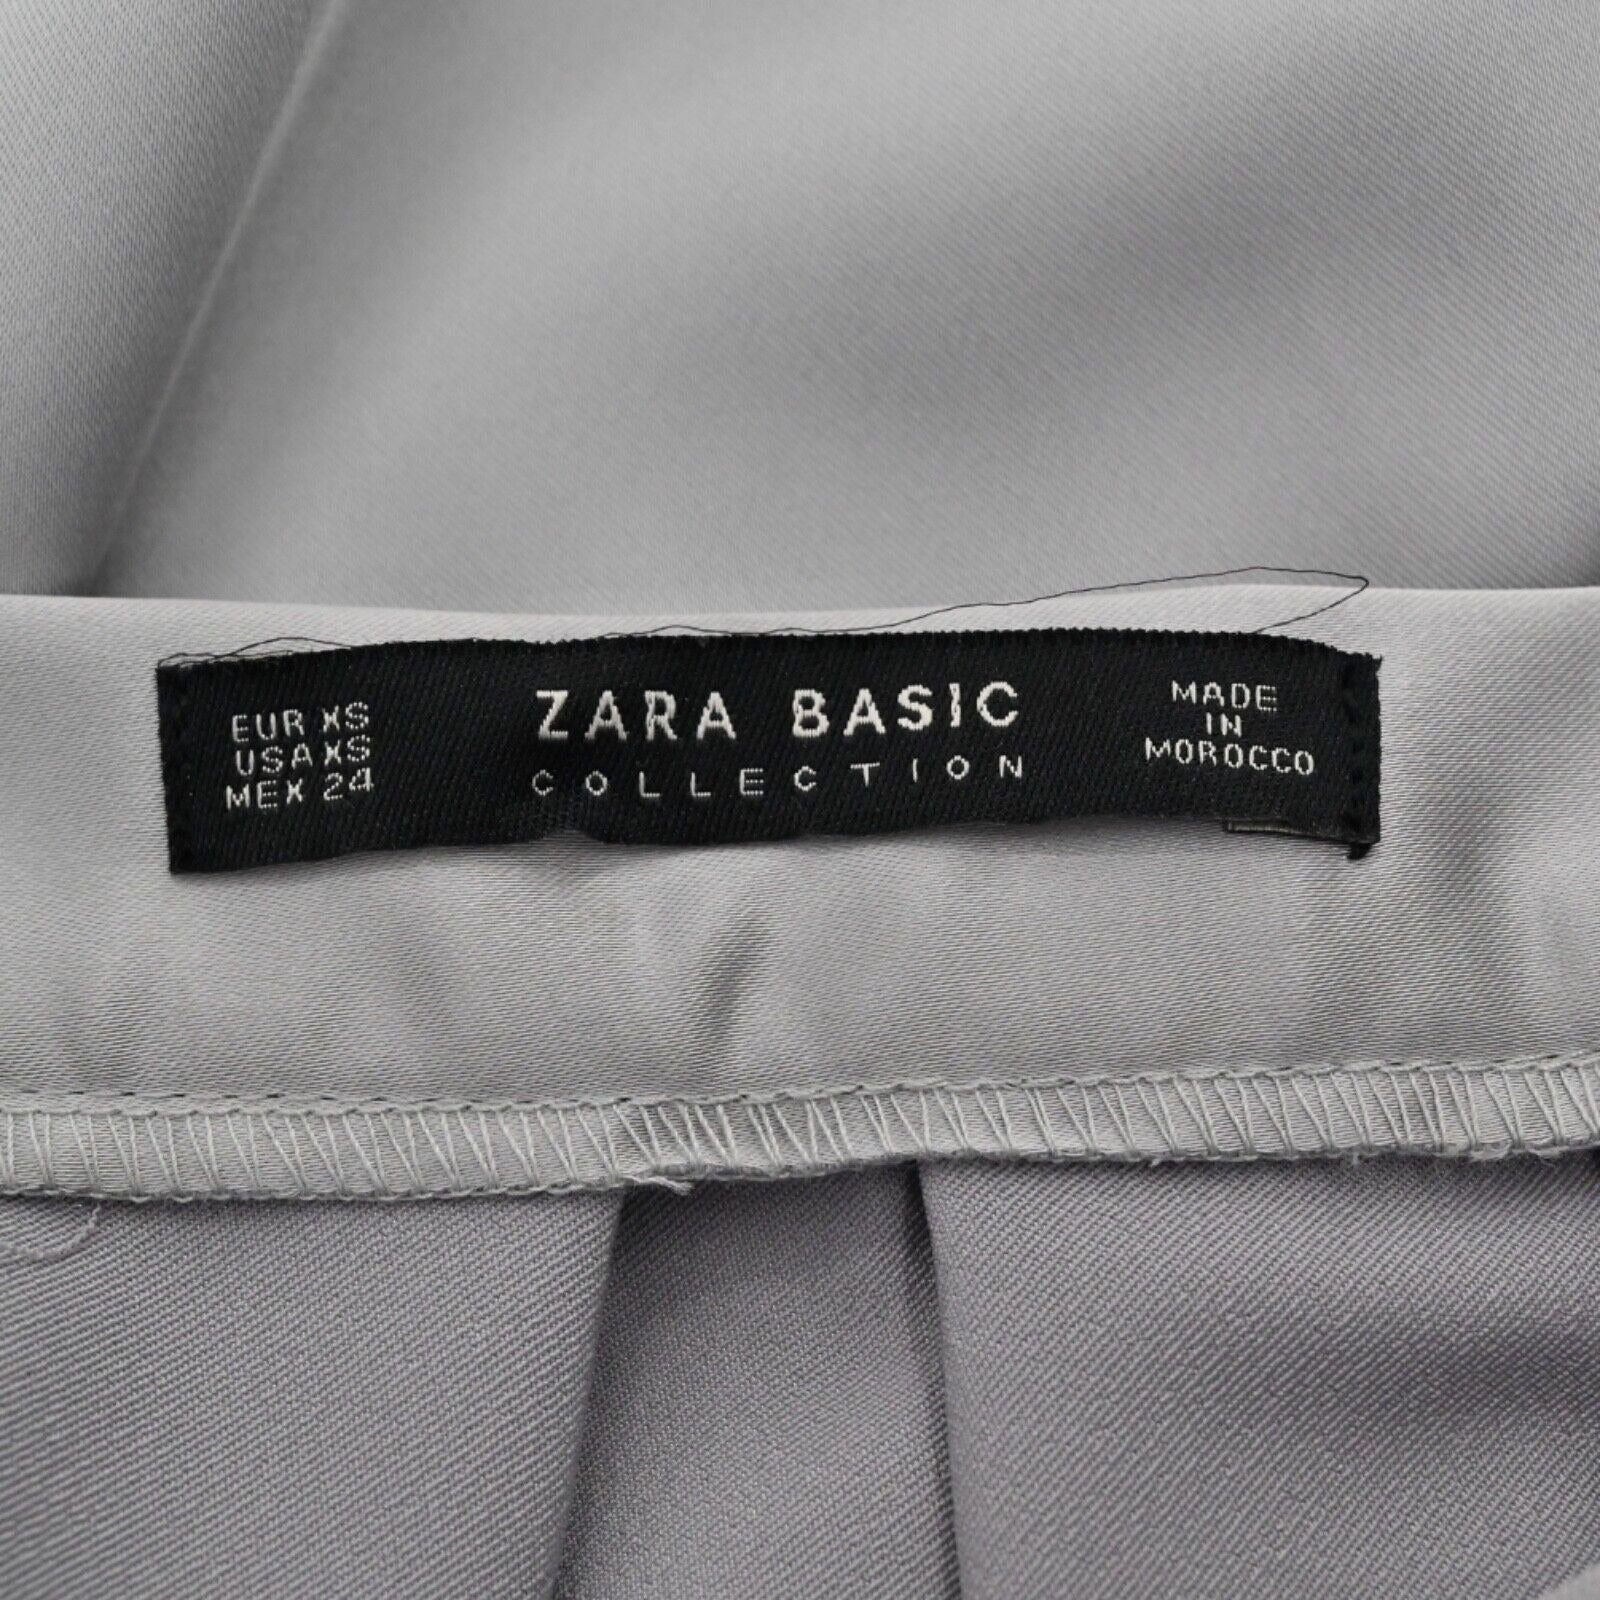 EUR XS
USA XS
MEX 24
ZARA BASIC
COLLECTION
MADE
IN
MOROCCO